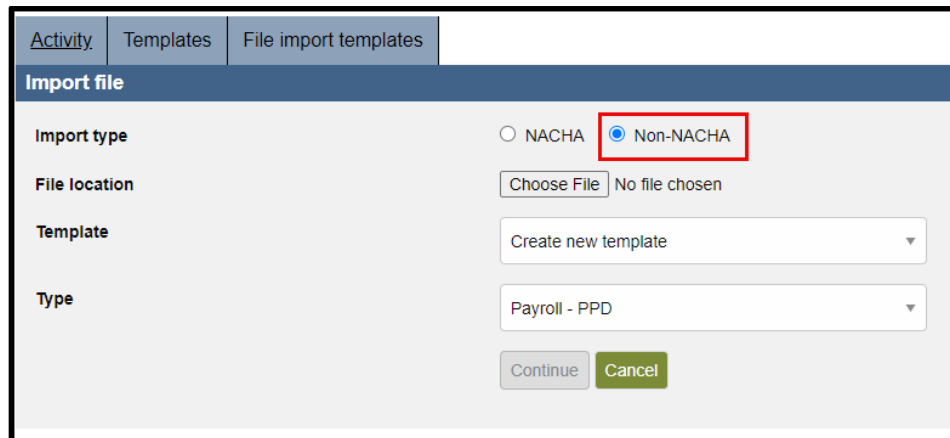 Activity Templates File import templates
Import file
Import type NACHA Non-NACHA
File location Choose File No file chosen
Template Create new template
Type Payroll - PPD
Continue Cancel